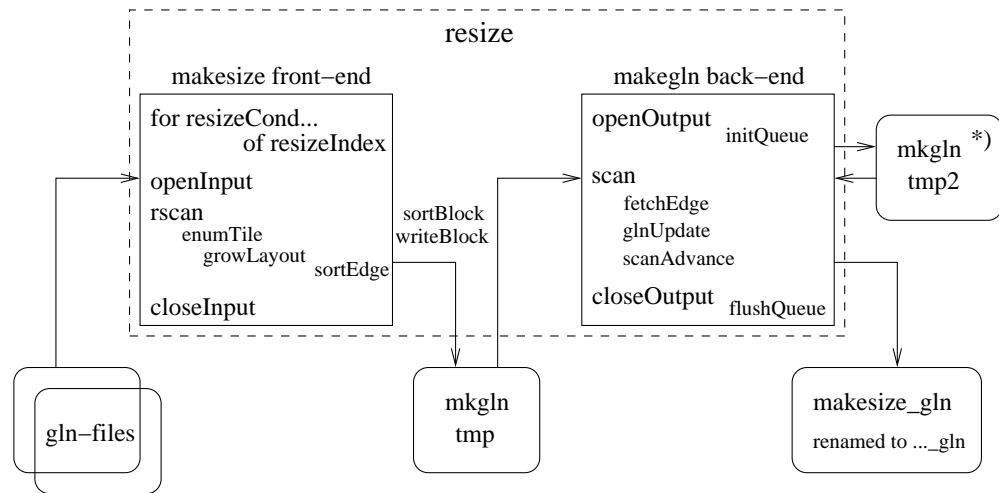 resize
makesize front-end
for resizeCond...
of resizeIndex
openInput
rscan
enumTile
growLayout
sortEdge
closeInput
sortBlock
writeBlock
makegln back-end
openOutput
initQueue
scan
fetchEdge
glnUpdate
scanAdvance
closeOutput
flushQueue
mkgln *)
tmp2
gln-files
mkgln
tmp
makesize_gln
renamed to ..._gln